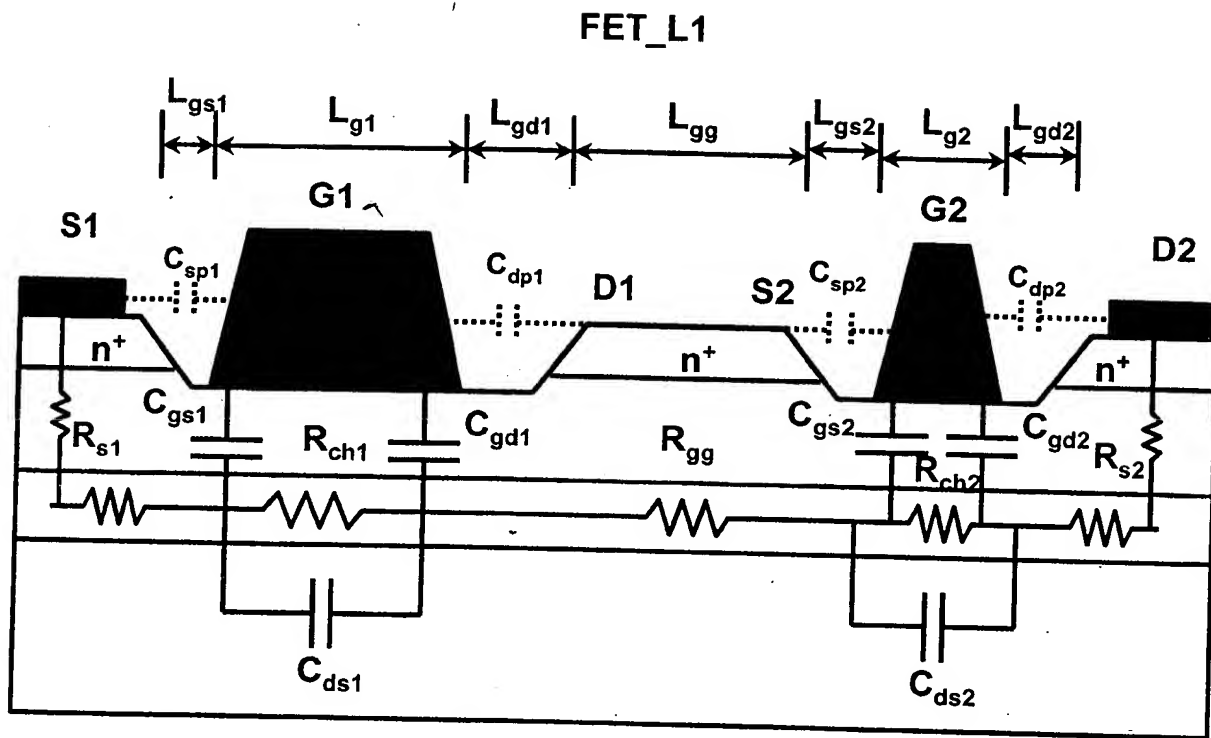 FET_L1
L_gs1 L_g1 L_gd1 L_gg L_gs2 L_g2 L_gd2
S1 G1 G2 D2
C_sp1 C_dp1 D1 S2 C_sp2 C_dp2
n⁺ n⁺ n⁺
C_gs1 C_gd1 C_gs2 C_gd2
R_s1 R_ch1 R_gg R_ch2 R_s2
C_ds1 C_ds2